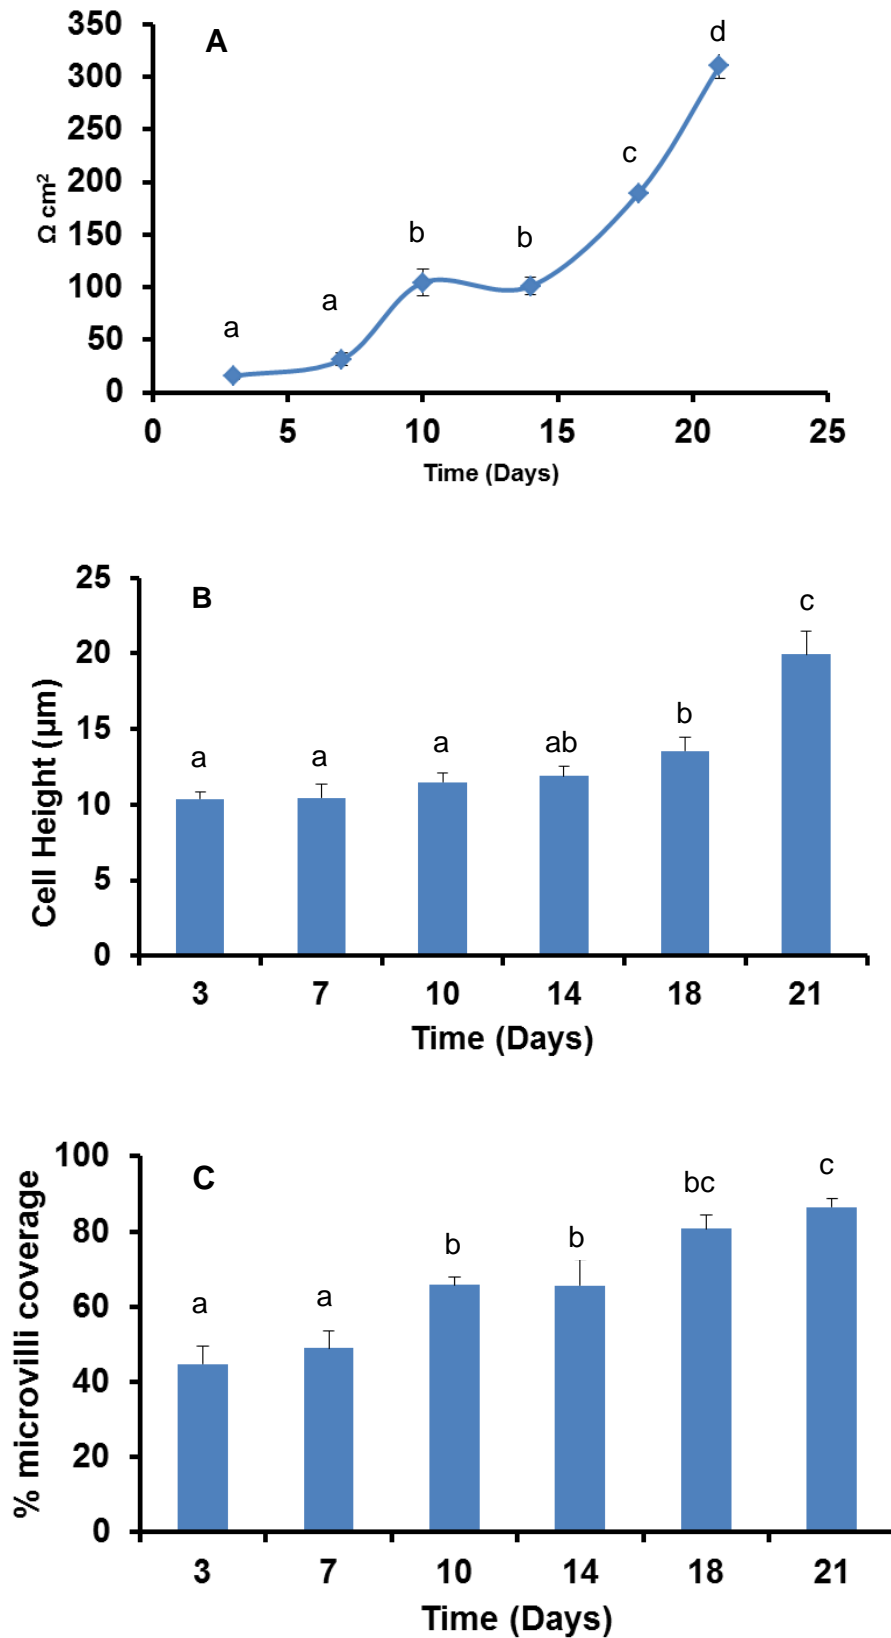 A
350
300
250
200
150
100
50
0
Ω cm²
a
a
b
b
c
d
0 5 10 15 20 25
Time (Days)
B
25
20
15
10
5
0
Cell Height (µm)
a
a
a
ab
b
c
3 7 10 14 18 21
Time (Days)
C
100
80
60
40
20
0
% microvilli coverage
a
a
b
b
bc
c
3 7 10 14 18 21
Time (Days)